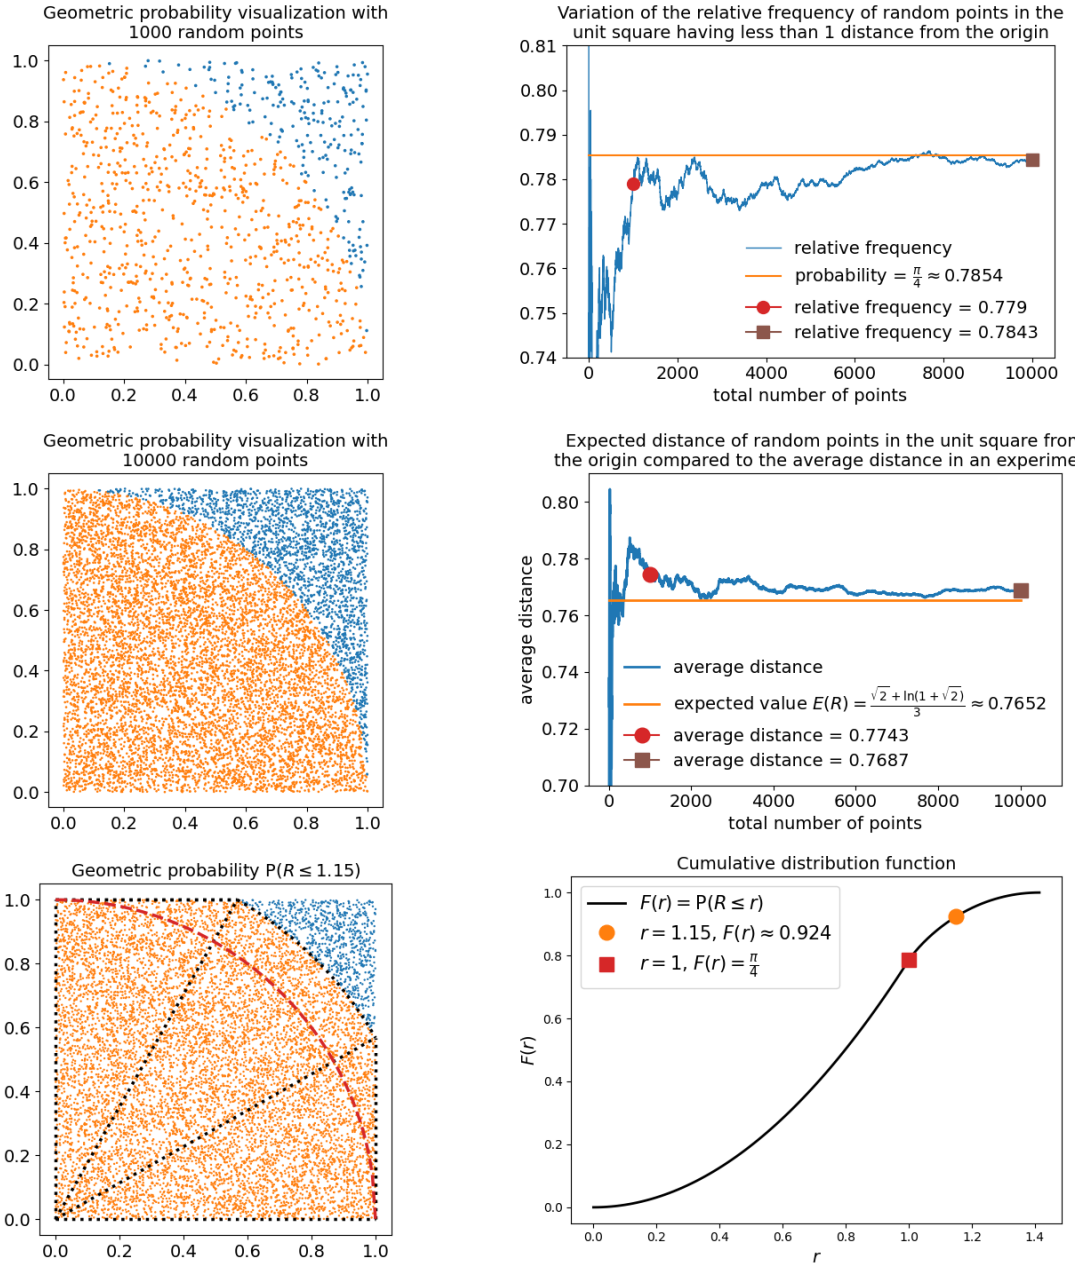 Geometric probability visualization with
1000 random points
1.0
0.8
0.6
0.4
0.2
0.0
0.0 0.2 0.4 0.6 0.8 1.0
Variation of the relative frequency of random points in the
unit square having less than 1 distance from the origin
0.81
0.80
0.79
0.78
0.77
0.76
0.75
0.74
relative frequency
probability = π/4 ≈ 0.7854
relative frequency = 0.779
relative frequency = 0.7843
0 2000 4000 6000 8000 10000
total number of points
Geometric probability visualization with
10000 random points
1.0
0.8
0.6
0.4
0.2
0.0
0.0 0.2 0.4 0.6 0.8 1.0
Expected distance of random points in the unit square from
the origin compared to the average distance in an experime
average distance
0.80
0.78
0.76
0.74
0.72
0.70
average distance
expected value E(R) = (√2 + ln(1 + √2))/3 ≈ 0.7652
average distance = 0.7743
average distance = 0.7687
0 2000 4000 6000 8000 10000
total number of points
Geometric probability P(R ≤ 1.15)
1.0
0.8
0.6
0.4
0.2
0.0
0.0 0.2 0.4 0.6 0.8 1.0
Cumulative distribution function
F(r)
1.0
0.8
0.6
0.4
0.2
0.0
F(r) = P(R ≤ r)
r = 1.15, F(r) ≈ 0.924
r = 1, F(r) = π/4
0.0 0.2 0.4 0.6 0.8 1.0 1.2 1.4
r